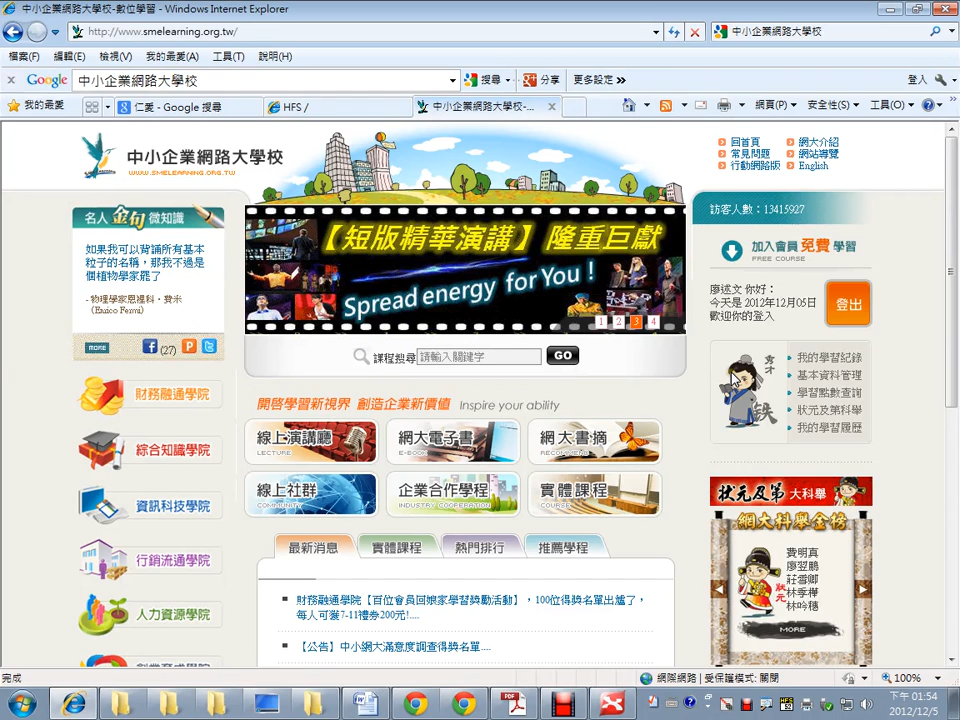 中小企業網路大學校-數位學習 - Windows Internet Explorer
http://www.smelearning.org.tw/
中小企業網路大學校
檔案(F) 編輯(E) 檢視(V) 我的最愛(A) 工具(T) 說明(H)
Google 中小企業網路大學校 搜尋 分享 更多設定 » 登入
我的最愛 仁愛 - Google 搜尋 HFS / 中小企業網路大學校-... 網頁(P) 安全性(S) 工具(O)
中小企業網路大學校
WWW.SMELEARNING.ORG.TW
回首頁 網大介紹
常見問題 網站導覽
行動網路版 English
名人金句微知識
如果我可以背誦所有基本
粒子的名稱，那我不過是
個植物學家罷了
- 物理學家恩裡科‧費米
(Enrico Fermi)
MORE (27)
【短版精華演講】隆重巨獻
Spread energy for You !
1 2 3 4
課程搜尋 請輸入關鍵字 GO
訪客人數：13415927
加入會員 免費 學習
FREE COURSE
廖述文 你好：
今天是 2012年12月05日
歡迎你的登入
登出
秀才
我的學習紀錄
基本資料管理
學習點數查詢
狀元及第科舉
我的學習履歷
財務融通學院
綜合知識學院
資訊科技學院
行銷流通學院
人力資源學院
創業育成學院
開啓學習新視界 創造企業新價值 Inspire your ability
線上演講廳 LECTURE
網大電子書 E-BOOK
網大書摘 RECOMMEND
線上社群 COMMUNITY
企業合作學程 INDUSTRY COOPERATION
實體課程 COURSE
最新消息 實體課程 熱門排行 推薦學程
財務融通學院【百位會員回娘家學習獎勵活動】，100位得獎名單出爐了，
每人可獲7-11禮券200元!....
【公告】中小網大滿意度調查得獎名單....
狀元及第 大科舉
網大科舉金榜
狀元
費明真
廖翌鵬
莊雪卿
林季樺
林吟穗
MORE
完成 網際網路 | 受保護模式: 關閉 100%
下午 01:54
2012/12/5